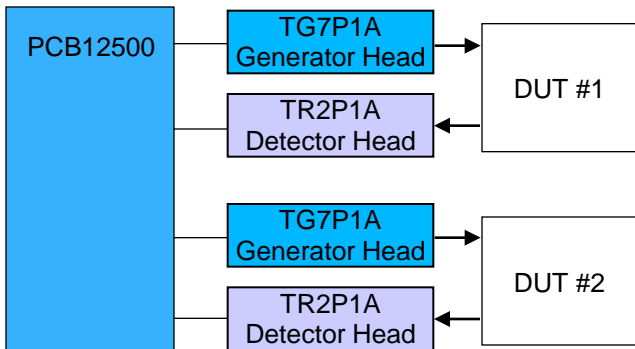 PCB12500
TG7P1A
Generator Head
DUT #1
TR2P1A
Detector Head
TG7P1A
Generator Head
DUT #2
TR2P1A
Detector Head